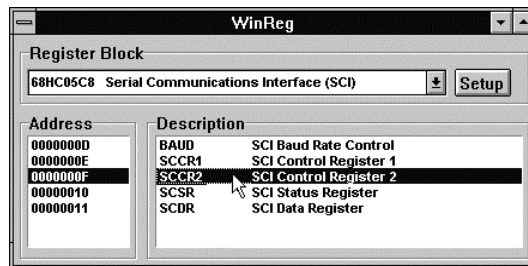 WinReg
Register Block
68HC05C8 Serial Communications Interface (SCI)
Setup
Address
Description
0000000D BAUD SCI Baud Rate Control
0000000E SCCR1 SCI Control Register 1
0000000F SCCR2 SCI Control Register 2
00000010 SCSR SCI Status Register
00000011 SCDR SCI Data Register